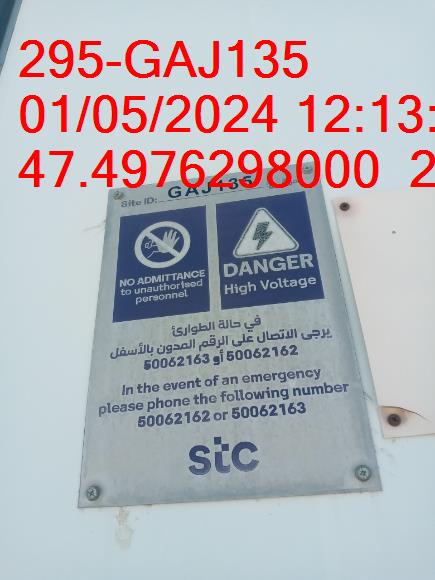 295-GAJ135
01/05/2024 12:13:
47.4976298000 2
Site ID: GAJ135
NO ADMITTANCE
to unauthorised
personnel
DANGER
High Voltage
في حالة الطوارئ
يرجى الاتصال على الرقم المدون بالأسفل
50062162 أو 50062163
In the event of an emergency
please phone the following number
50062162 or 50062163
stc